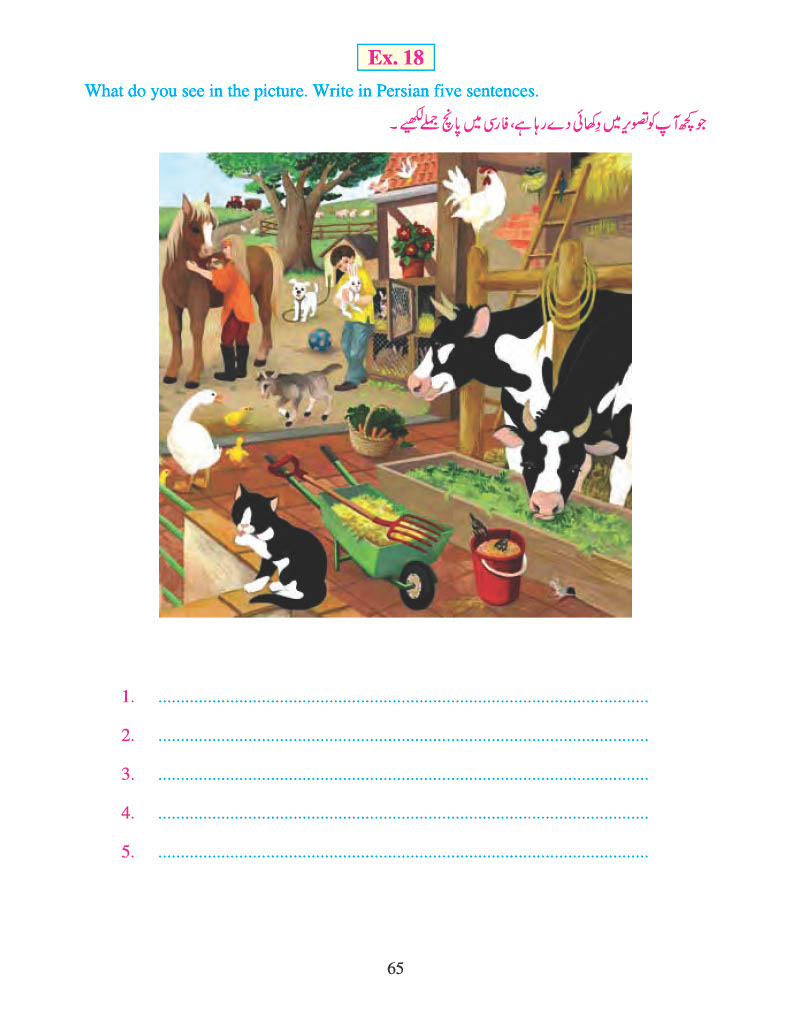 Ex. 18
What do you see in the picture. Write in Persian five sentences.
جو کچھ آپ کو تصویر میں دِکھائی دے رہا ہے، فارسی میں پانچ جملے لکھیے ۔
1. ..............................................................................................................
2. ..............................................................................................................
3. ..............................................................................................................
4. ..............................................................................................................
5. ..............................................................................................................
65